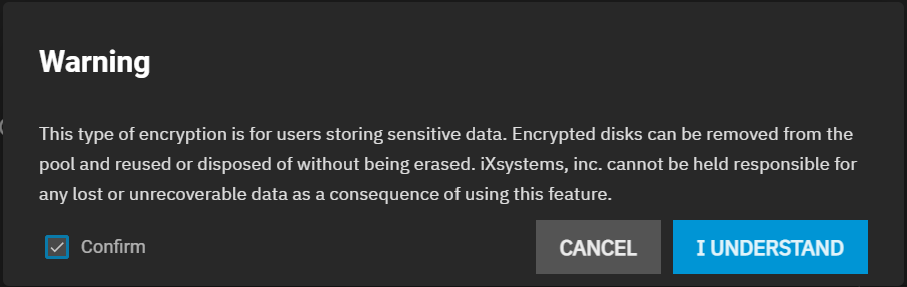 Warning
This type of encryption is for users storing sensitive data. Encrypted disks can be removed from the
pool and reused or disposed of without being erased. iXsystems, inc. cannot be held responsible for
any lost or unrecoverable data as a consequence of using this feature.
Confirm
CANCEL
I UNDERSTAND